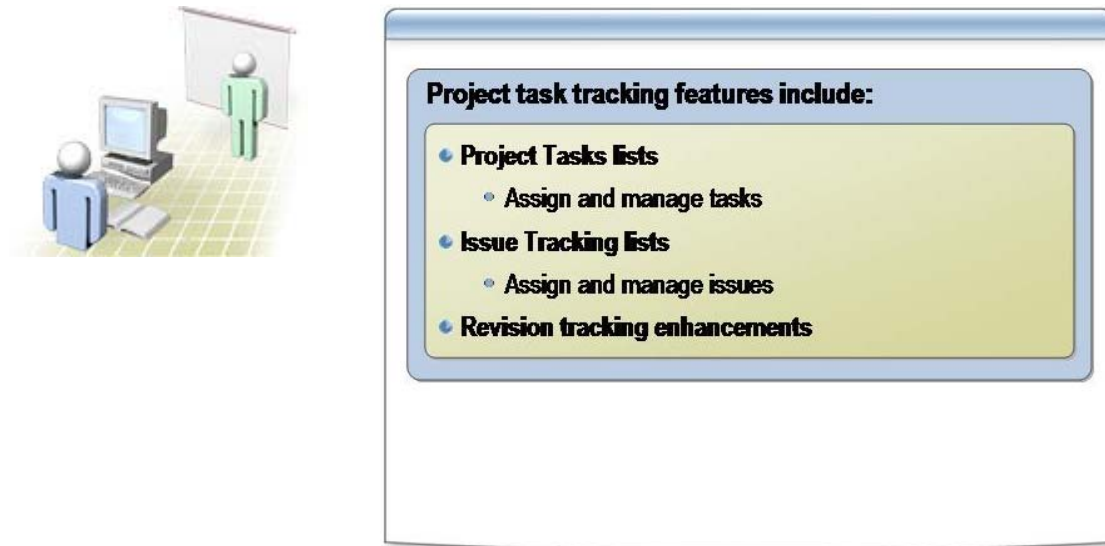 Project task tracking features include:
Project Tasks lists
Assign and manage tasks
Issue Tracking lists
Assign and manage issues
Revision tracking enhancements